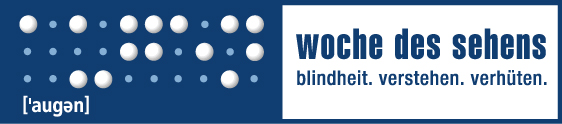 ⠁⠥⠛⠑⠝
['augən]
woche des sehens
blindheit. verstehen. verhüten.